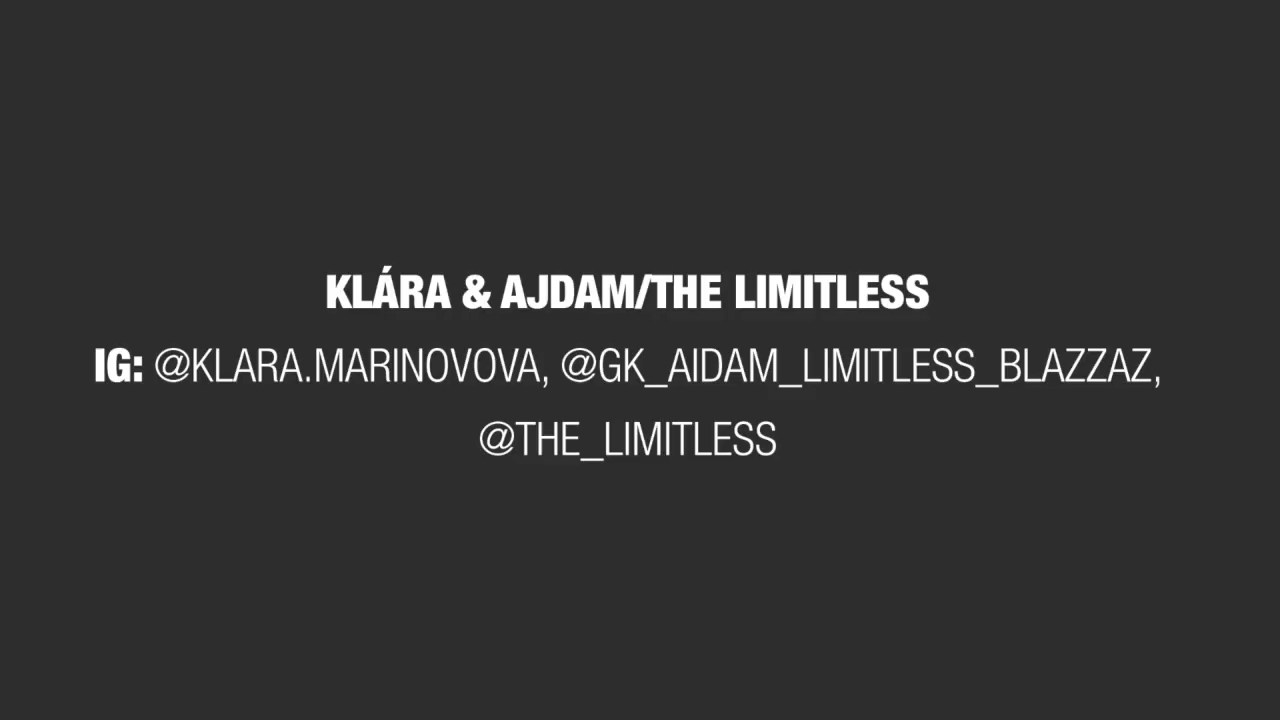 KLÁRA & AJDAM/THE LIMITLESS
IG: @KLARA.MARINOVOVA, @GK_AIDAM_LIMITLESS_BLAZZAZ,
@THE_LIMITLESS